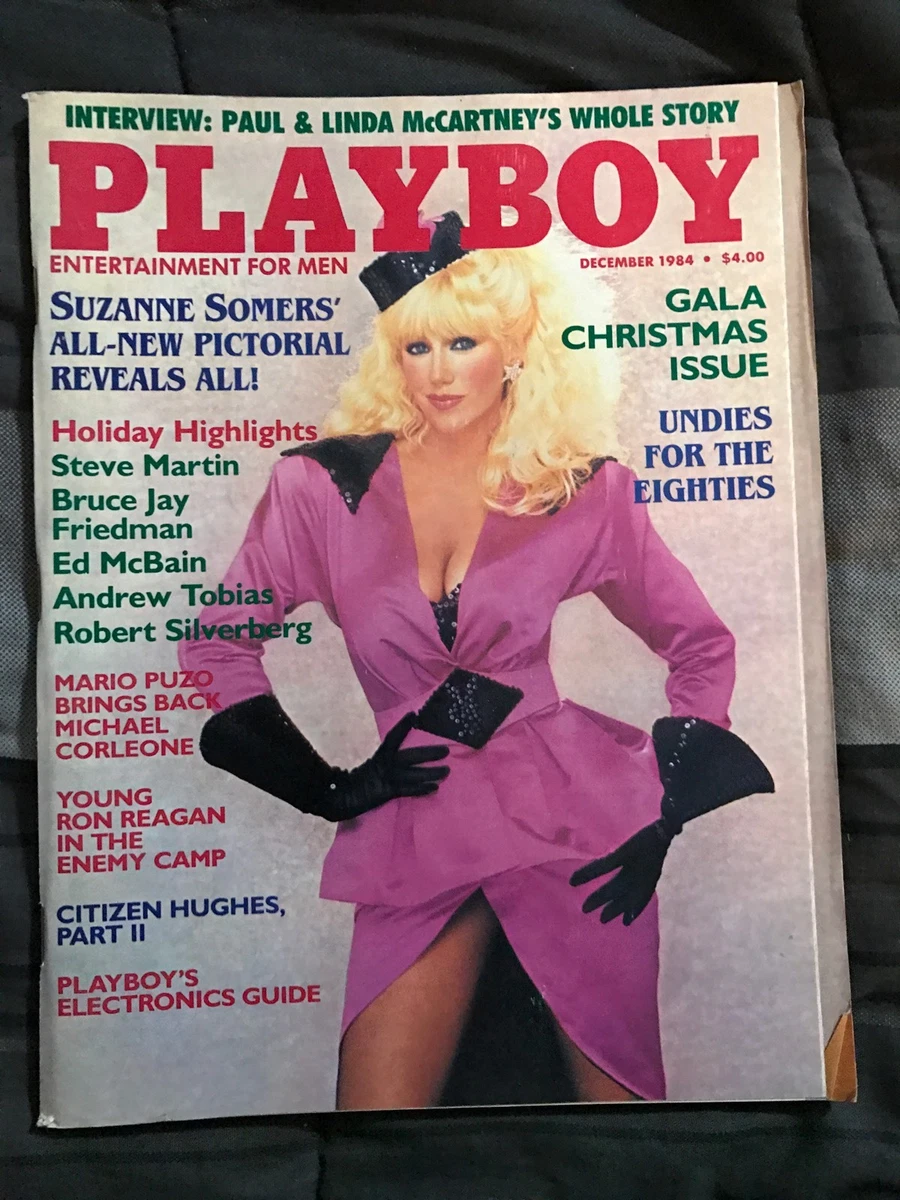 INTERVIEW: PAUL & LINDA McCARTNEY'S WHOLE STORY
PLAYBOY
ENTERTAINMENT FOR MEN
DECEMBER 1984 • $4.00
SUZANNE SOMERS'
ALL-NEW PICTORIAL
REVEALS ALL!
Holiday Highlights
Steve Martin
Bruce Jay
Friedman
Ed McBain
Andrew Tobias
Robert Silverberg
MARIO PUZO
BRINGS BACK
MICHAEL
CORLEONE
YOUNG
RON REAGAN
IN THE
ENEMY CAMP
CITIZEN HUGHES,
PART II
PLAYBOY'S
ELECTRONICS GUIDE
GALA
CHRISTMAS
ISSUE
UNDIES
FOR THE
EIGHTIES